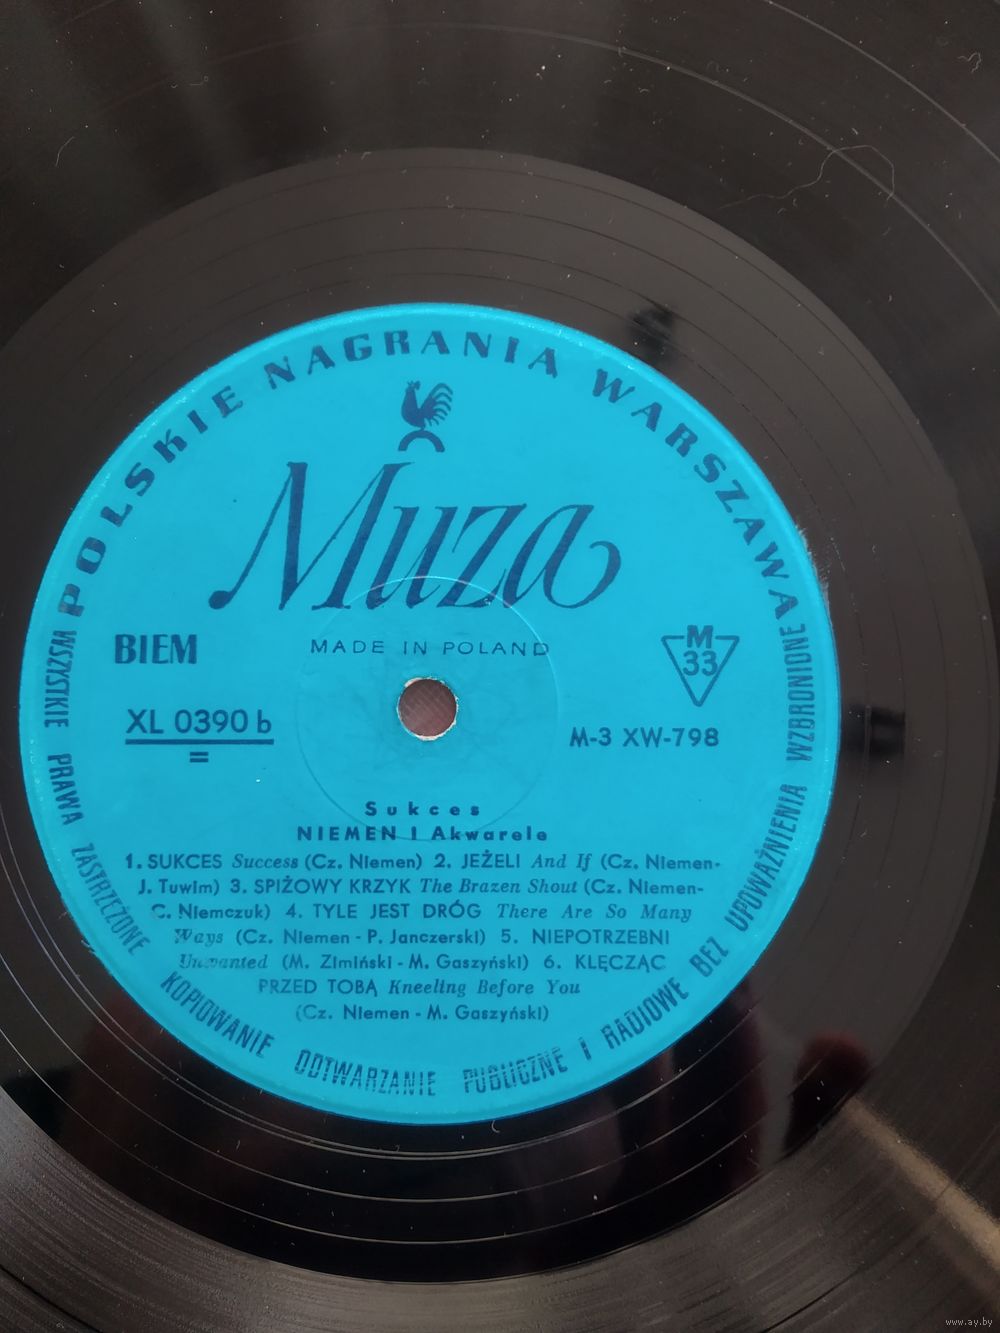 POLSKIE NAGRANIA WARSZAWA
Muza
MADE IN POLAND
BIEM
M
33
XL 0390 b
=
M-3 XW-798
Sukces
NIEMEN I Akwarele
1. SUKCES Success (Cz. Niemen) 2. JEŻELI And If (Cz. Niemen-
J. Tuwim) 3. SPIŻOWY KRZYK The Brazen Shout (Cz. Niemen-
C. Niemczuk) 4. TYLE JEST DRÓG There Are So Many
Ways (Cz. Niemen - P. Janczerski) 5. NIEPOTRZEBNI
Unwanted (M. Zimiński - M. Gaszyński) 6. KLĘCZĄC
PRZED TOBĄ Kneeling Before You
(Cz. Niemen - M. Gaszyński)
WSZYSTKIE PRAWA ZASTRZEŻONE KOPIOWANIE ODTWARZANIE PUBLICZNE I RADIOWE BEZ UPOWAŻNIENIA WZBRONIONE
www.ay.by